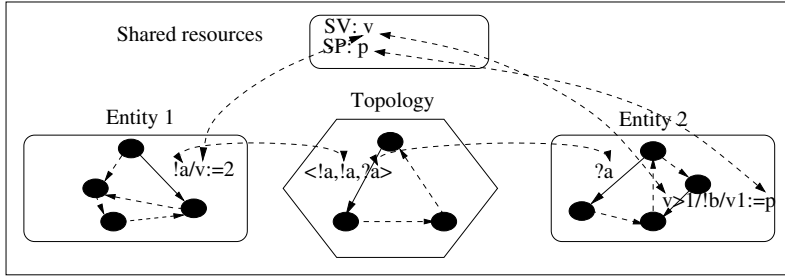 SV: v
Shared resources
SP: p
Topology
Entity 1
Entity 2
!a/v:=2
<!a,!a,?a>
?a
v>1/!b/v1:=p